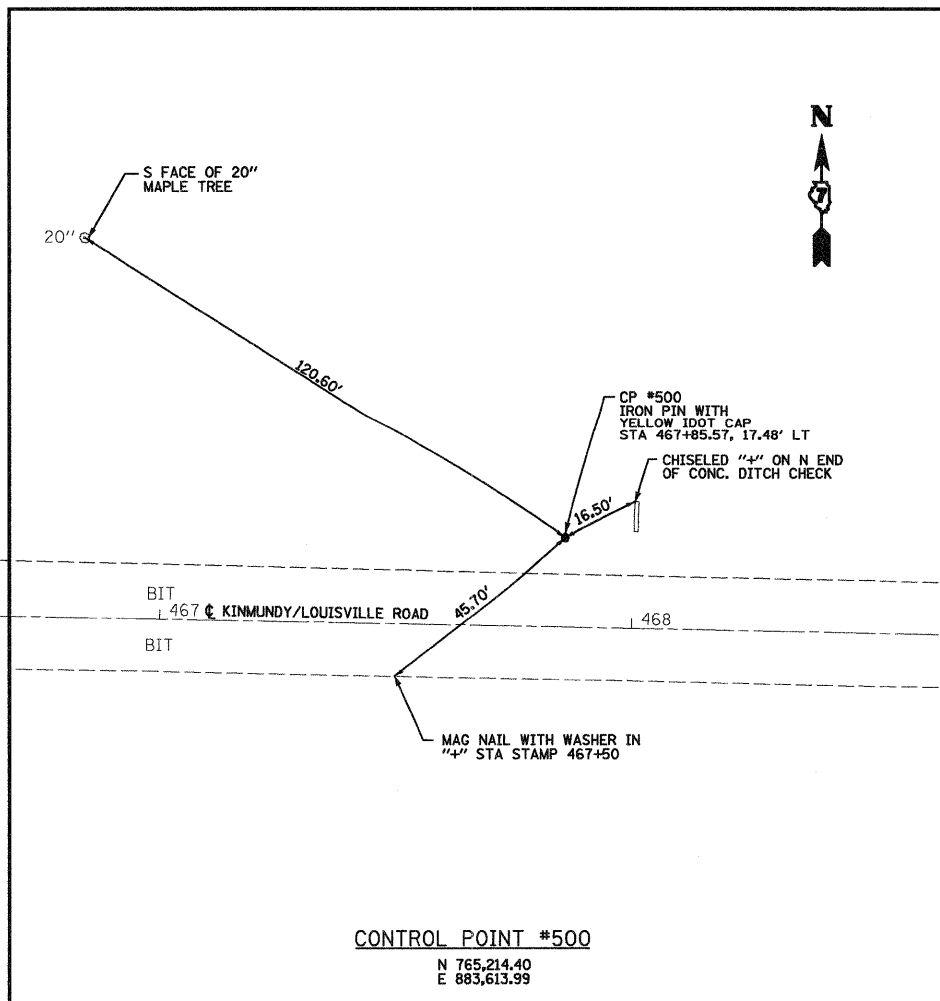 N
7
S FACE OF 20"
MAPLE TREE
20"
120.60'
CP #500
IRON PIN WITH
YELLOW IDOT CAP
STA 467+85.57, 17.48' LT
CHISELED "+" ON N END
OF CONC. DITCH CHECK
16.50'
45.70'
BIT
467 ℄ KINMUNDY/LOUISVILLE ROAD
468
BIT
MAG NAIL WITH WASHER IN
"+" STA STAMP 467+50
CONTROL POINT #500
N 765,214.40
E 883,613.99